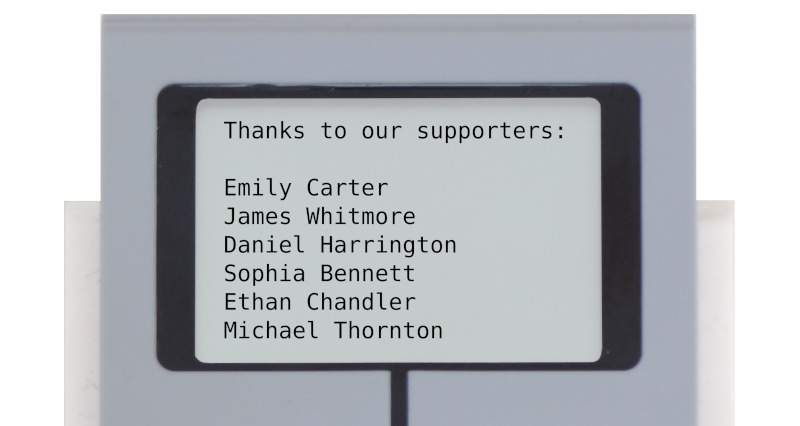 Thanks to our supporters:
Emily Carter
James Whitmore
Daniel Harrington
Sophia Bennett
Ethan Chandler
Michael Thornton